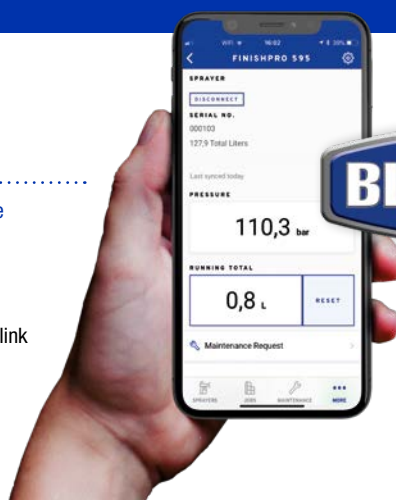 WiFi 16:02 39%
FINISHPRO 595
SPRAYER
DISCONNECT
SERIAL NO.
000103
127,9 Total Liters
Last synced today
PRESSURE
110,3 bar
RUNNING TOTAL
0,8 L
RESET
Maintenance Request
SPRAYERS JOBS MAINTENANCE MORE
link